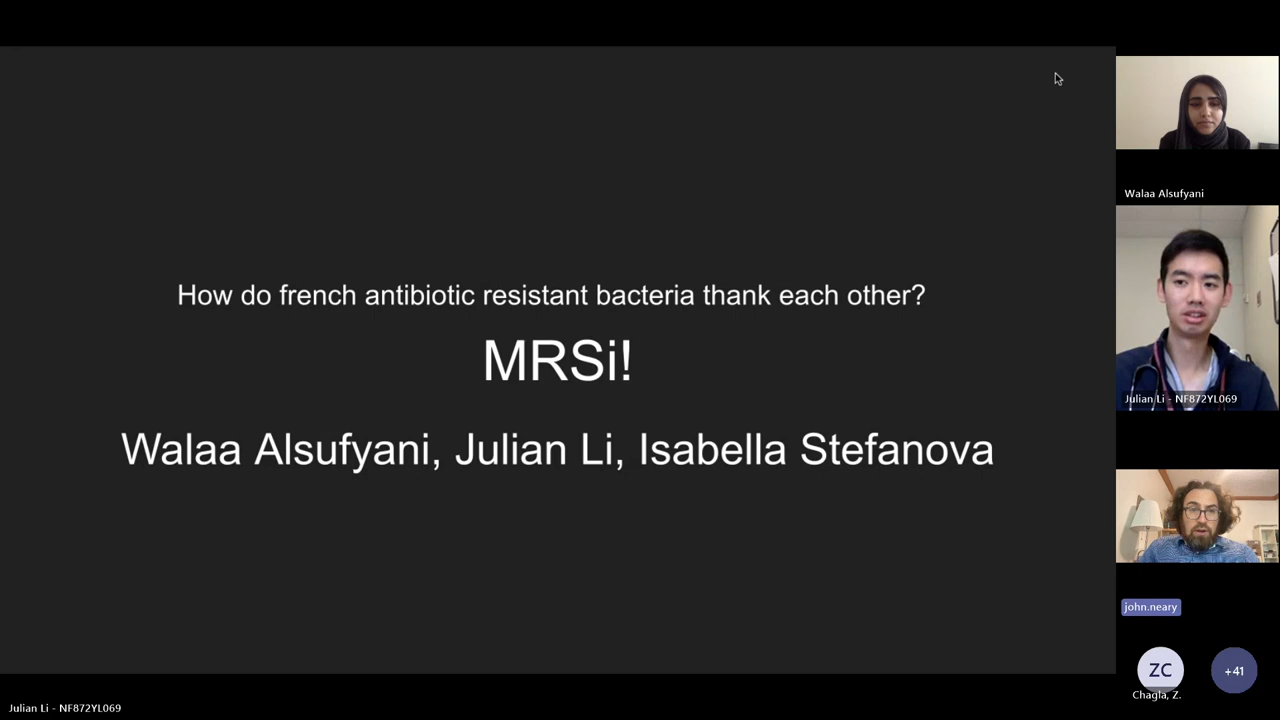 How do french antibiotic resistant bacteria thank each other?
MRSi!
Walaa Alsufyani, Julian Li, Isabella Stefanova
Walaa Alsufyani
Julian Li - NF872YL069
john.neary
ZC
+41
Chagla, Z.
Julian Li - NF872YL069